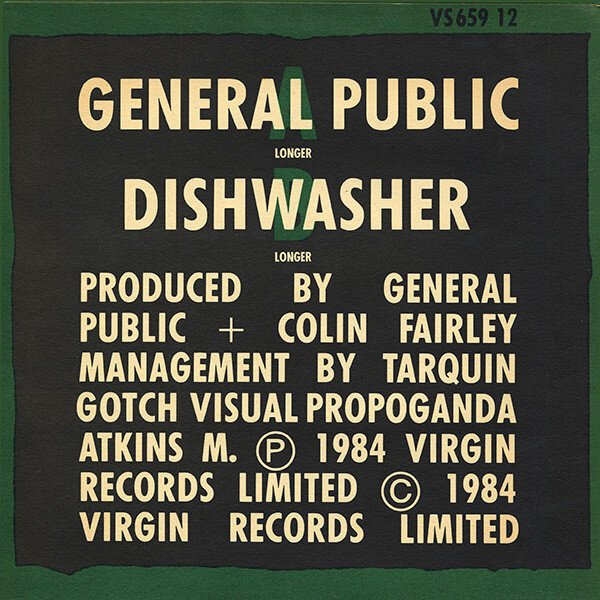 VS659 12
A
GENERAL PUBLIC
LONGER
B
DISHWASHER
LONGER
PRODUCED BY GENERAL
PUBLIC + COLIN FAIRLEY
MANAGEMENT BY TARQUIN
GOTCH VISUAL PROPOGANDA
ATKINS M. Ⓟ 1984 VIRGIN
RECORDS LIMITED © 1984
VIRGIN RECORDS LIMITED